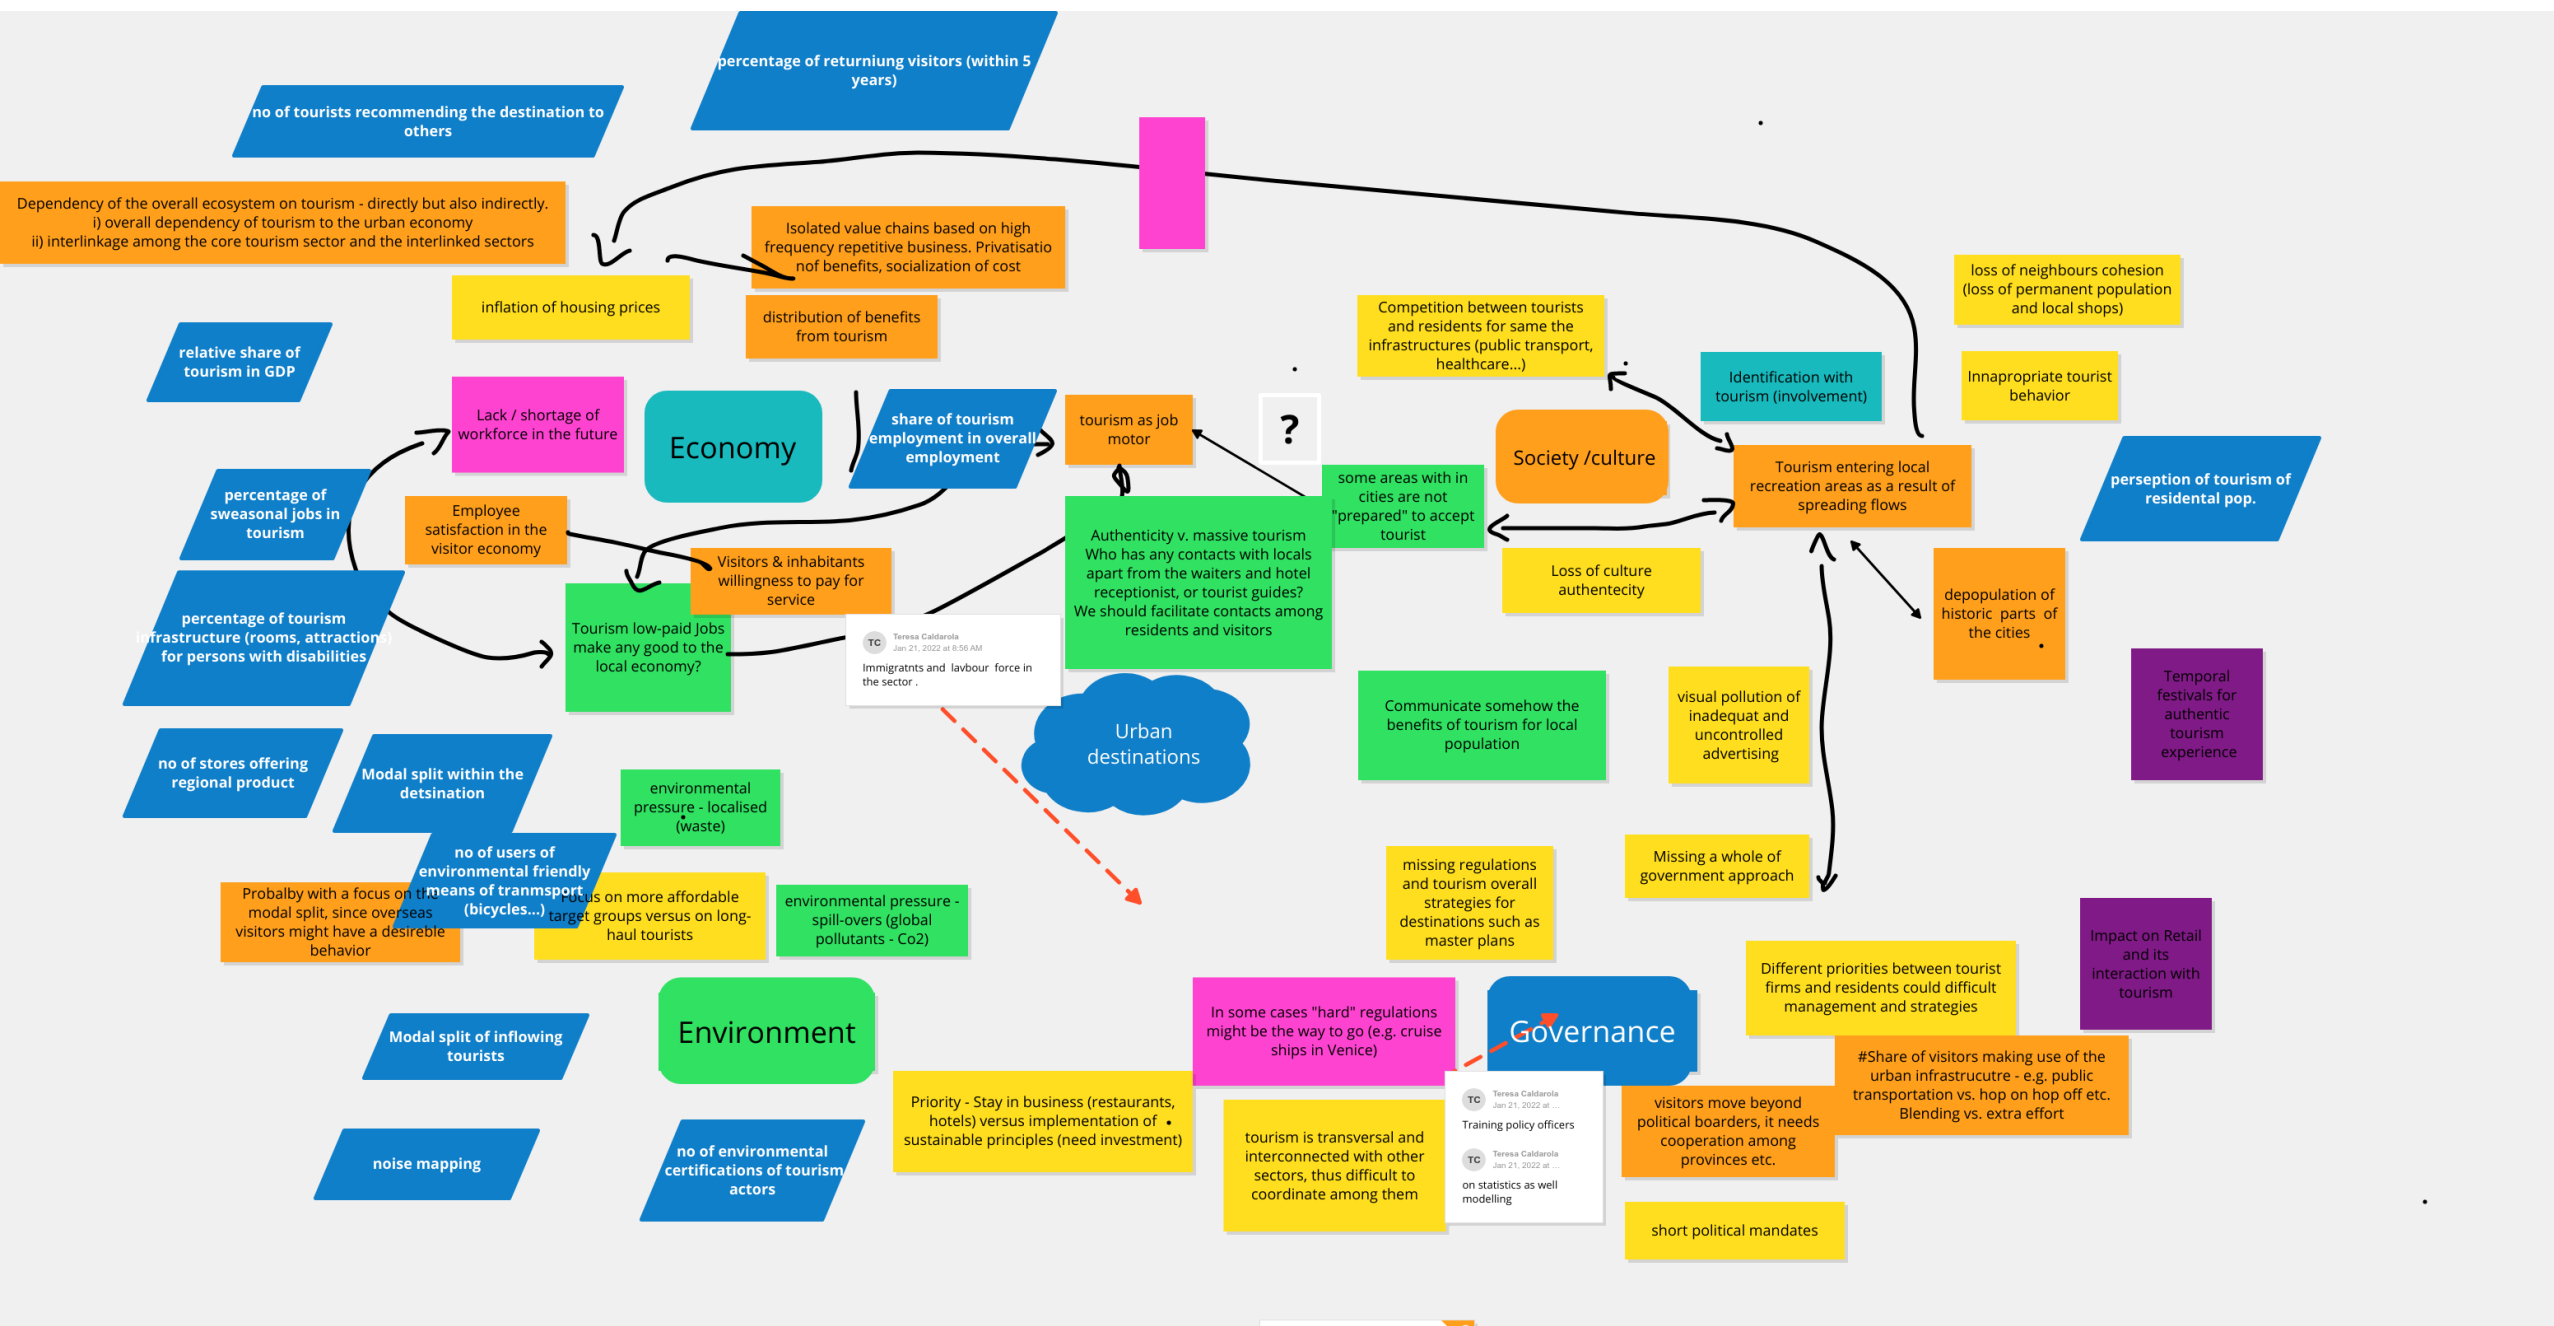 percentage of returniung visitors (within 5
years)
no of tourists recommending the destination to
others
Dependency of the overall ecosystem on tourism - directly but also indirectly.
i) overall dependency of tourism to the urban economy
ii) interlinkage among the core tourism sector and the interlinked sectors
Isolated value chains based on high
frequency repetitive business. Privatisatio
nof benefits, socialization of cost
inflation of housing prices
distribution of benefits
from tourism
relative share of
tourism in GDP
Lack / shortage of
workforce in the future
Economy
share of tourism
employment in overall
employment
tourism as job
motor
?
Competition between tourists
and residents for same the
infrastructures (public transport,
healthcare...)
loss of neighbours cohesion
(loss of permanent population
and local shops)
Identification with
tourism (involvement)
Innapropriate tourist
behavior
Society /culture
Tourism entering local
recreation areas as a result of
spreading flows
perseption of tourism of
residental pop.
some areas with in
cities are not
"prepared" to accept
tourist
percentage of
sweasonal jobs in
tourism
Employee
satisfaction in the
visitor economy
Visitors & inhabitants
willingness to pay for
service
Authenticity v. massive tourism
Who has any contacts with locals
apart from the waiters and hotel
receptionist, or tourist guides?
We should facilitate contacts among
residents and visitors
Loss of culture
authentecity
depopulation of
historic parts of
the cities
percentage of tourism
infrastructure (rooms, attractions)
for persons with disabilities
Tourism low-paid Jobs
make any good to the
local economy?
TC
Teresa Caldarola
Jan 21, 2022 at 8:56 AM
Immigratnts and lavbour force in
the sector .
Urban
destinations
Communicate somehow the
benefits of tourism for local
population
visual pollution of
inadequat and
uncontrolled
advertising
Temporal
festivals for
authentic
tourism
experience
no of stores offering
regional product
Modal split within the
detsination
environmental
pressure - localised
(waste)
no of users of
environmental friendly
means of tranmsport
(bicycles...)
Probalby with a focus on the
modal split, since overseas
visitors might have a desireble
behavior
Focus on more affordable
target groups versus on long-
haul tourists
environmental pressure -
spill-overs (global
pollutants - Co2)
missing regulations
and tourism overall
strategies for
destinations such as
master plans
Missing a whole of
government approach
Different priorities between tourist
firms and residents could difficult
management and strategies
Impact on Retail
and its
interaction with
tourism
Environment
In some cases "hard" regulations
might be the way to go (e.g. cruise
ships in Venice)
Governance
Modal split of inflowing
tourists
#Share of visitors making use of the
urban infrastrucutre - e.g. public
transportation vs. hop on hop off etc.
Blending vs. extra effort
Priority - Stay in business (restaurants,
hotels) versus implementation of
sustainable principles (need investment)
TC
Teresa Caldarola
Jan 21, 2022 at ...
Training policy officers
TC
Teresa Caldarola
Jan 21, 2022 at ...
on statistics as well
modelling
visitors move beyond
political boarders, it needs
cooperation among
provinces etc.
tourism is transversal and
interconnected with other
sectors, thus difficult to
coordinate among them
noise mapping
no of environmental
certifications of tourism
actors
short political mandates